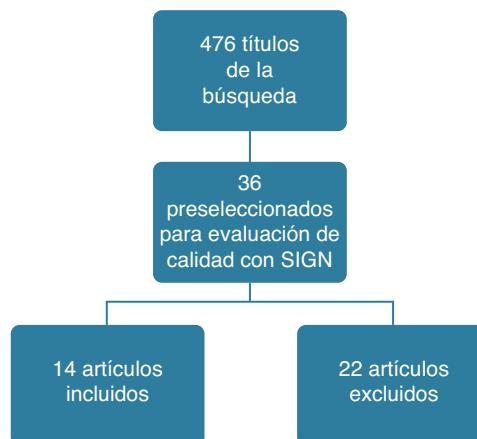 476 títulos
de la
búsqueda
36
preseleccionados
para evaluación de
calidad con SIGN
14 artículos
incluidos
22 artículos
excluidos